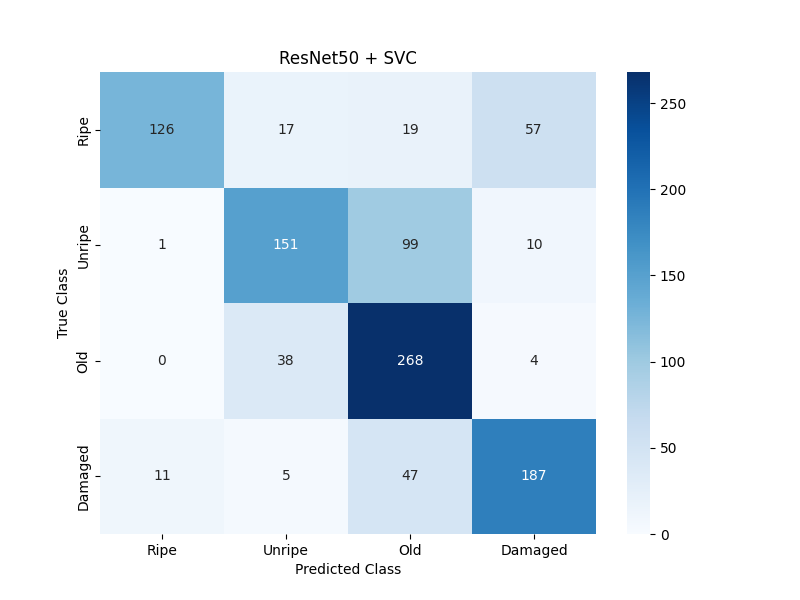 ResNet50 + SVC
Ripe 126 17 19 57
Unripe 1 151 99 10
Old 0 38 268 4
Damaged 11 5 47 187
Ripe Unripe Old Damaged
Predicted Class
True Class
250
200
150
100
50
0